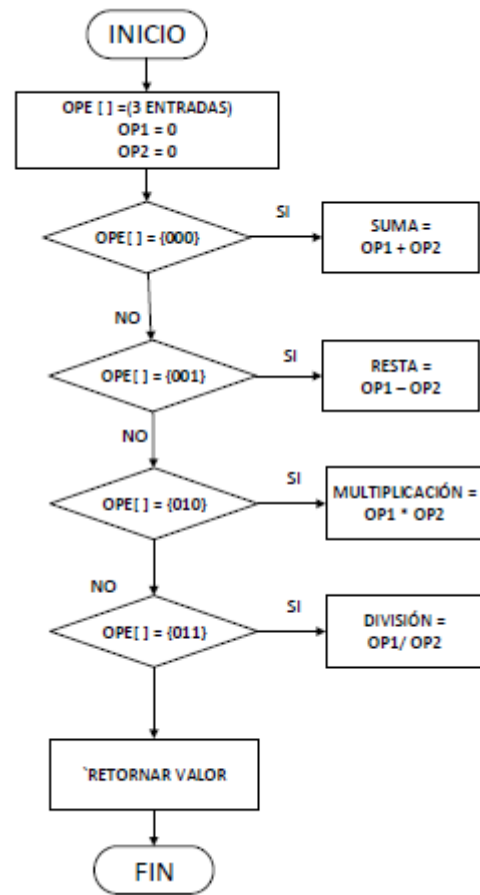 INICIO
OPE [ ] =(3 ENTRADAS)
OP1 = 0
OP2 = 0
OPE[ ] = {000}
SI
SUMA =
OP1 + OP2
NO
OPE[ ] = {001}
SI
RESTA =
OP1 – OP2
NO
OPE[ ] = {010}
SI
MULTIPLICACIÓN =
OP1 * OP2
NO
OPE[ ] = {011}
SI
DIVISIÓN =
OP1/ OP2
`RETORNAR VALOR
FIN